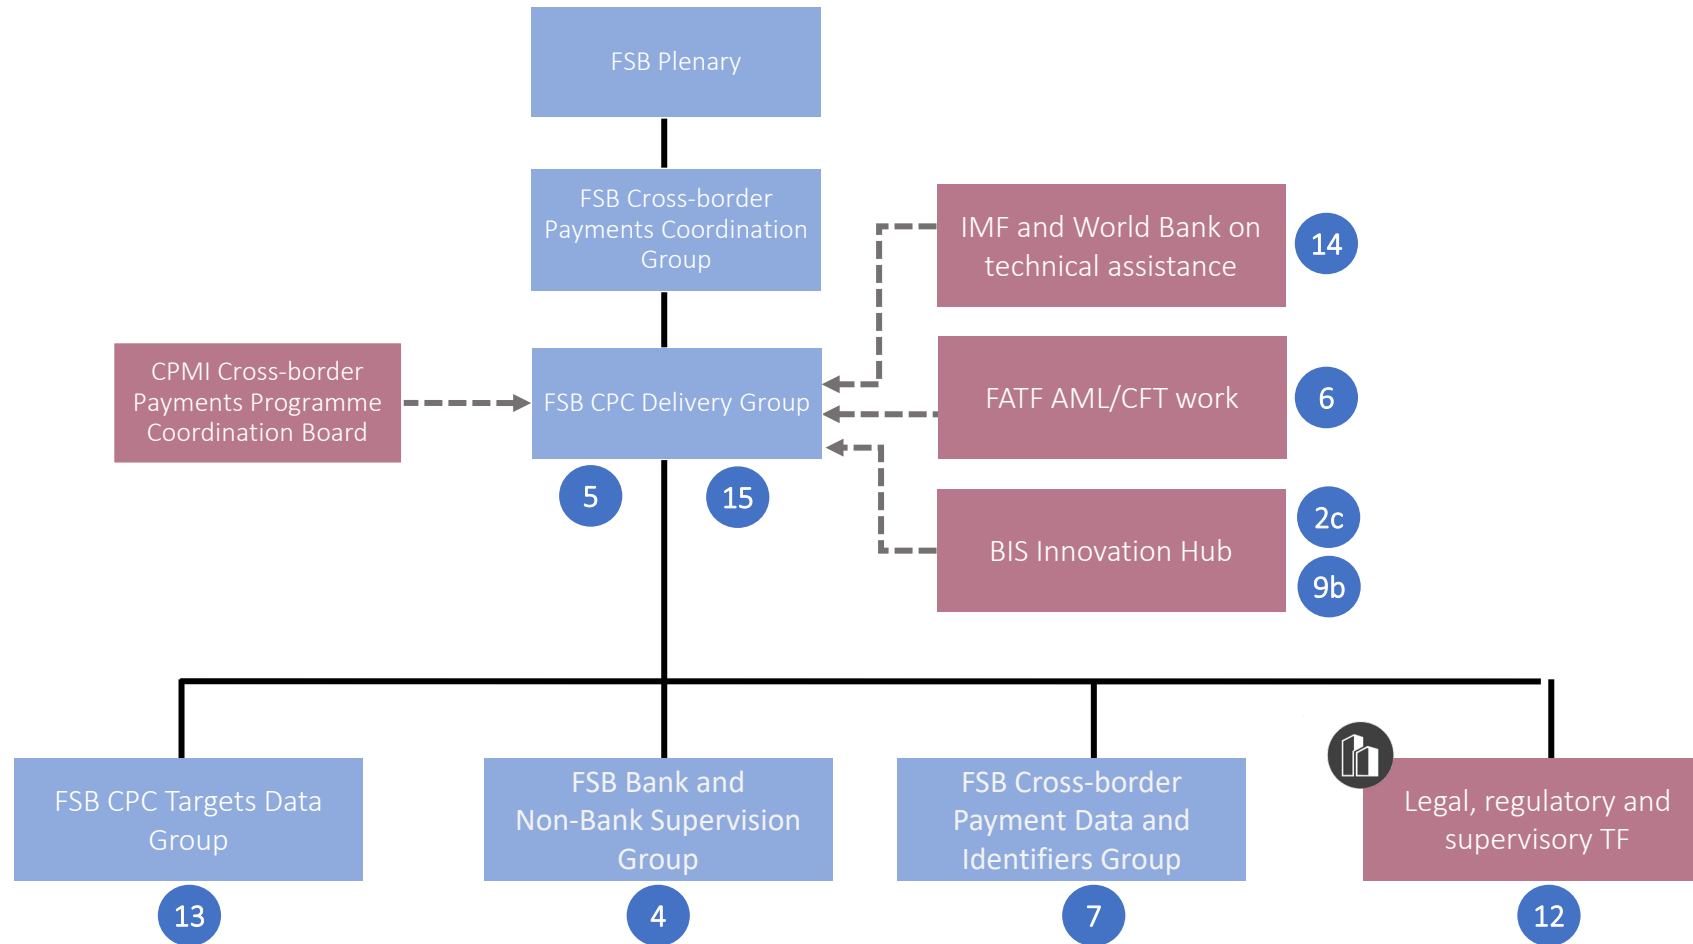 FSB Plenary
FSB Cross-border
Payments Coordination
Group
IMF and World Bank on
technical assistance
14
CPMI Cross-border
Payments Programme
Coordination Board
FSB CPC Delivery Group
FATF AML/CFT work
6
5
15
BIS Innovation Hub
2c
9b
FSB CPC Targets Data
Group
13
FSB Bank and
Non-Bank Supervision
Group
4
FSB Cross-border
Payment Data and
Identifiers Group
7
Legal, regulatory and
supervisory TF
12